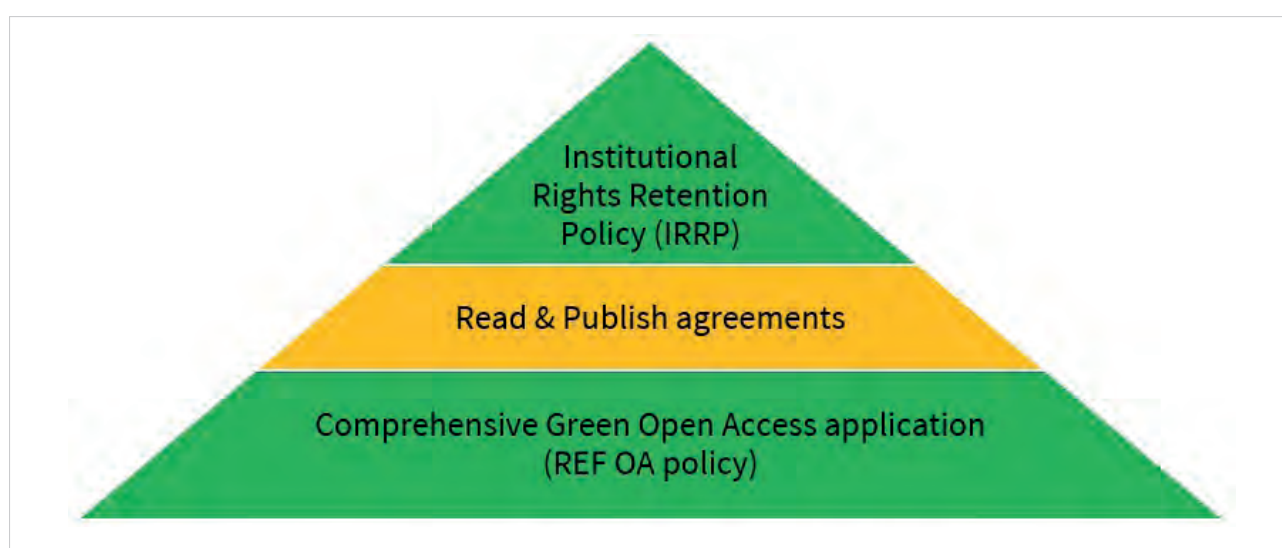 Institutional
Rights Retention
Policy (IRRP)
Read & Publish agreements
Comprehensive Green Open Access application
(REF OA policy)